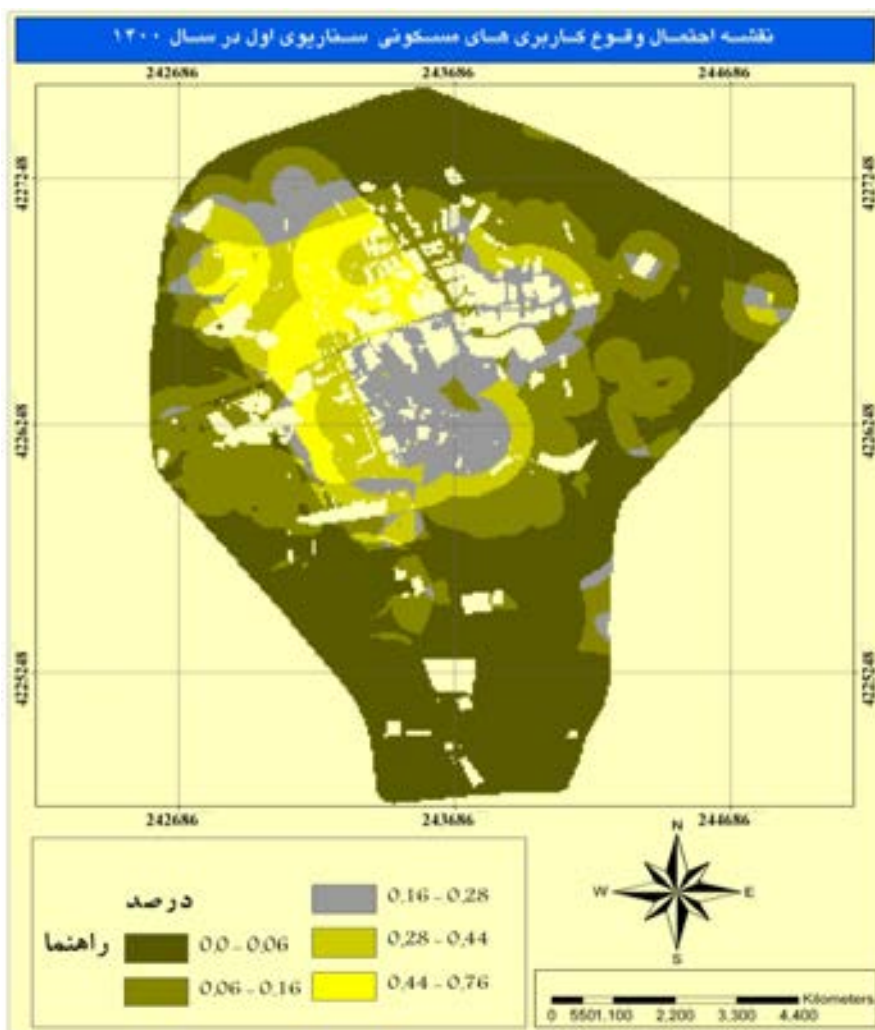 نقشه احتمال وقوع کاربری های مسکونی سناریوی اول در سال ۱۴۰۰
242686 243686 244686
4227248 4227248
4226248 4226248
4225248 4225248
242686 243686 244686
راهنما
درصد
0,0 - 0,06
0,06 - 0,16
0,16 - 0,28
0,28 - 0,44
0,44 - 0,76
N
W E
S
Kilometers
0 5501,100 2,200 3,300 4,400